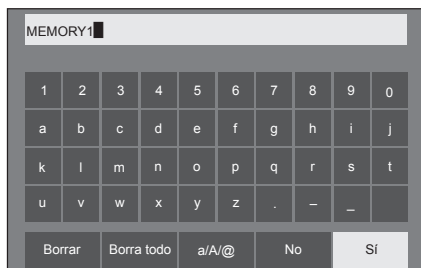 MEMORY1
1 2 3 4 5 6 7 8 9 0
a b c d e f g h i j
k l m n o p q r s t
u v w x y z . – _
Borrar Borra todo a/A/@ No Sí